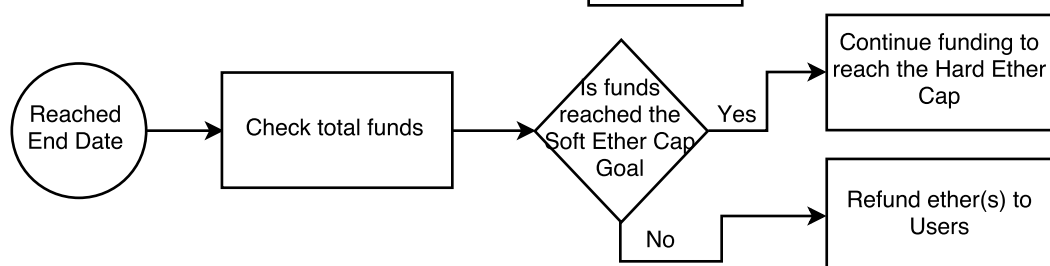 Reached
End Date
Check total funds
Is funds
reached the
Soft Ether Cap
Goal
Yes
Continue funding to
reach the Hard Ether
Cap
No
Refund ether(s) to
Users